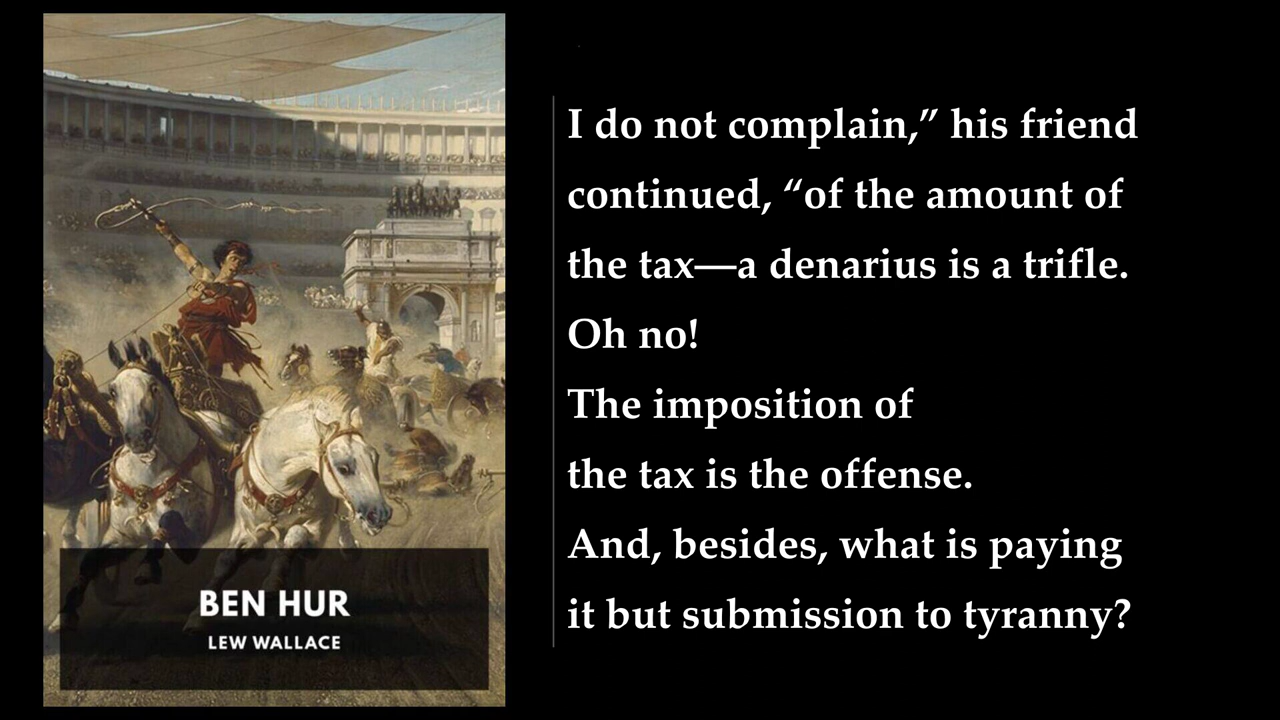 BEN HUR
LEW WALLACE
I do not complain,” his friend
continued, “of the amount of
the tax—a denarius is a trifle.
Oh no!
The imposition of
the tax is the offense.
And, besides, what is paying
it but submission to tyranny?